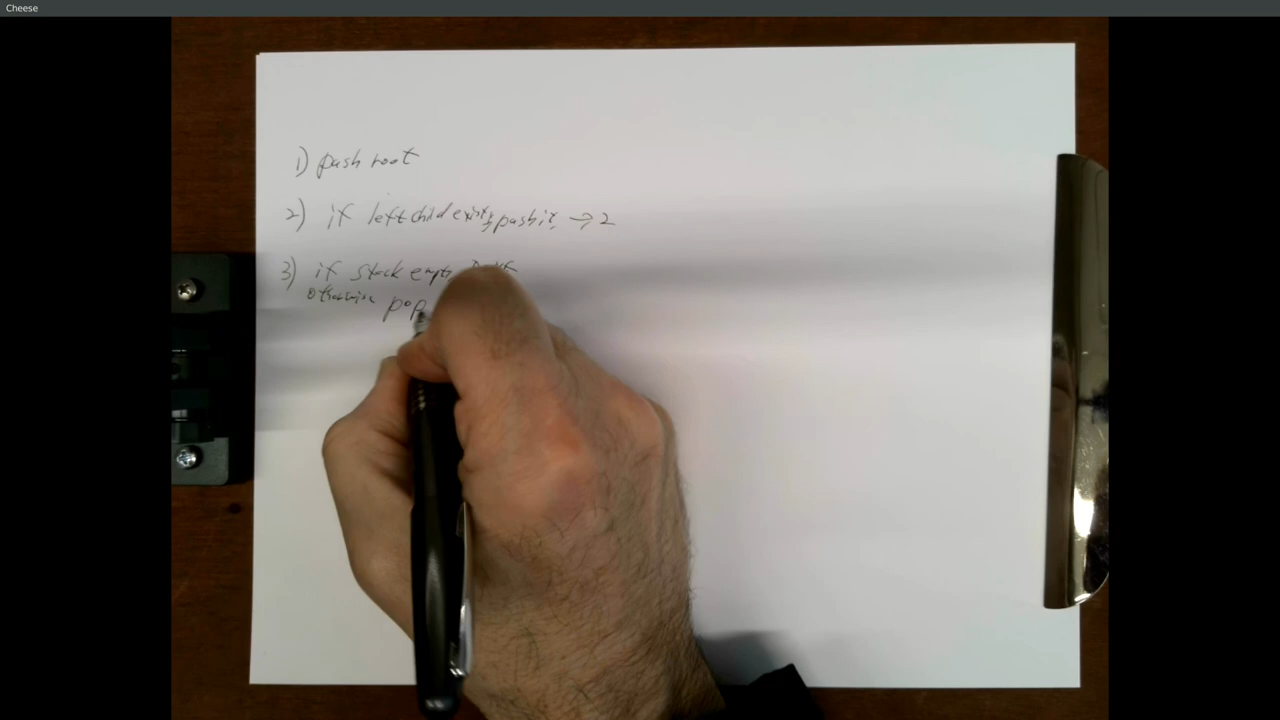 Cheese
1) push root
2) if left child exists, push it, → 2
3) if stack empty
otherwise pop